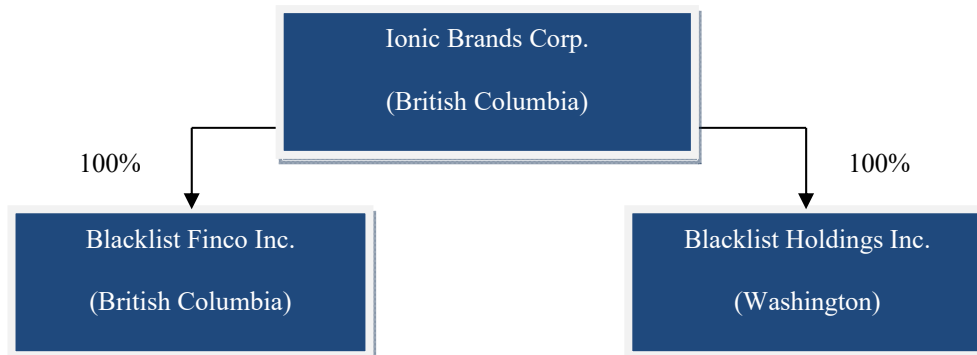 Ionic Brands Corp.
(British Columbia)
100%
100%
Blacklist Finco Inc.
(British Columbia)
Blacklist Holdings Inc.
(Washington)